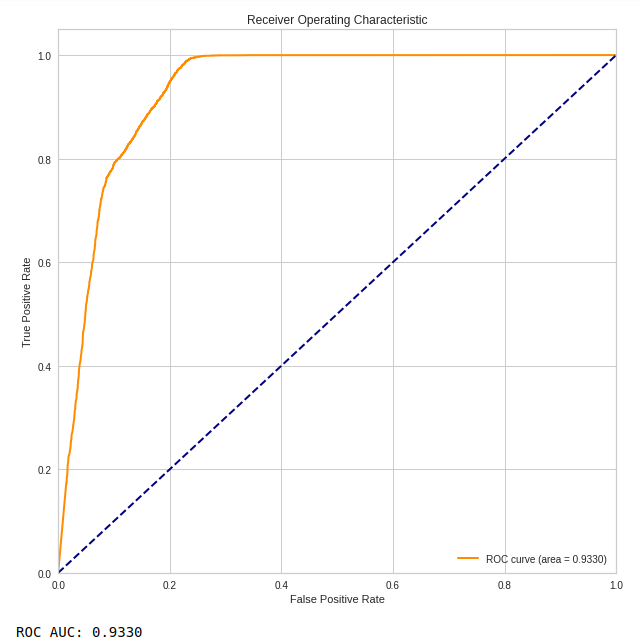 Receiver Operating Characteristic
1.0
0.8
0.6
0.4
0.2
0.0
True Positive Rate
ROC curve (area = 0.9330)
0.0 0.2 0.4 0.6 0.8 1.0
False Positive Rate
ROC AUC: 0.9330